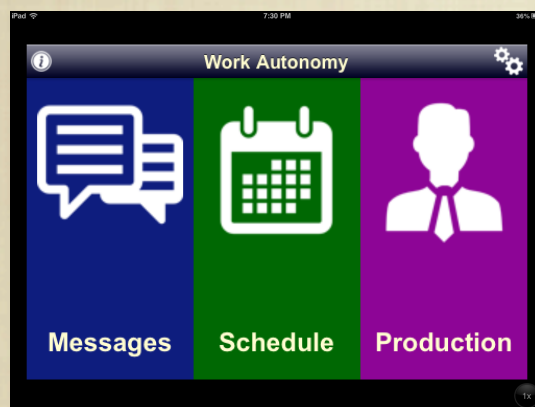 iPad 7:30 PM 36%
i Work Autonomy
Messages Schedule Production
1x